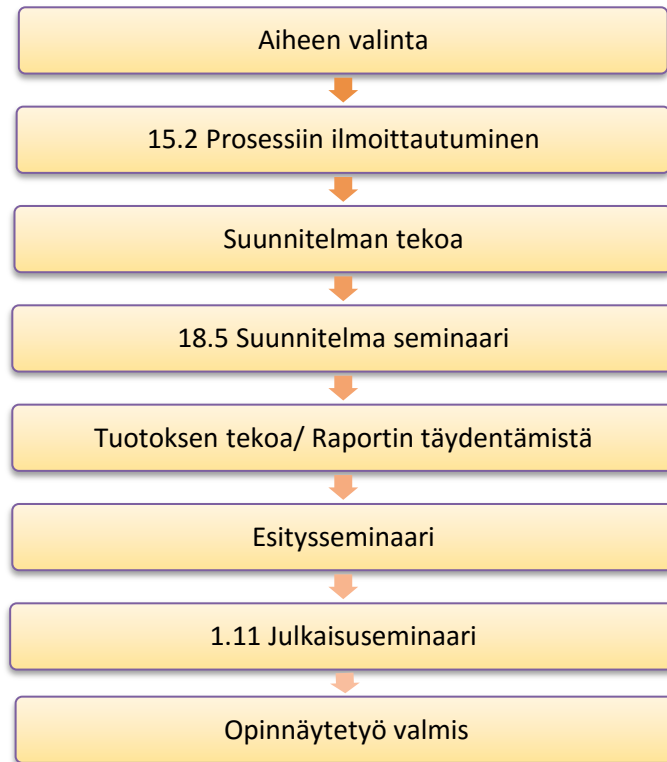 Aiheen valinta
15.2 Prosessiin ilmoittautuminen
Suunnitelman tekoa
18.5 Suunnitelma seminaari
Tuotoksen tekoa/ Raportin täydentämistä
Esitysseminaari
1.11 Julkaisuseminaari
Opinnäytetyö valmis